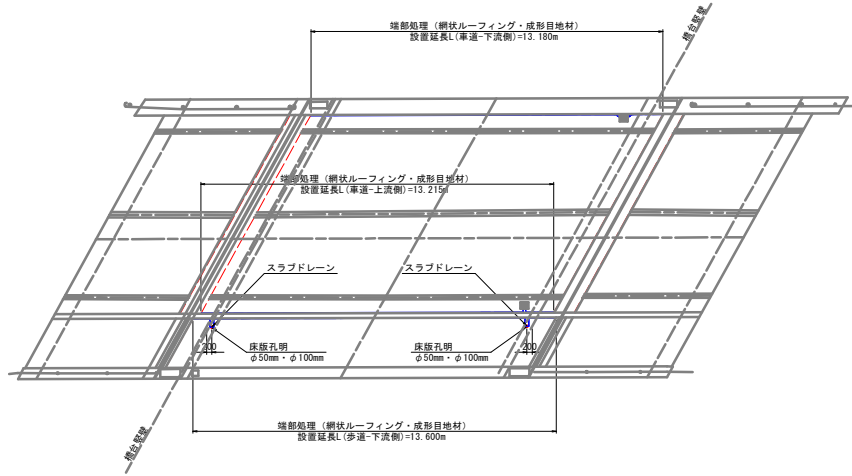 端部処理（網状ルーフィング・成形目地材）
設置延長L(車道-下流側)=13.180m
橋台竪壁
端部処理（網状ルーフィング・成形目地材）
設置延長L(車道-上流側)=13.215m
スラブドレーン
スラブドレーン
200
床版孔明
φ50mm・φ100mm
床版孔明
φ50mm・φ100mm
200
端部処理（網状ルーフィング・成形目地材）
設置延長L(歩道-下流側)=13.600m
橋台竪壁